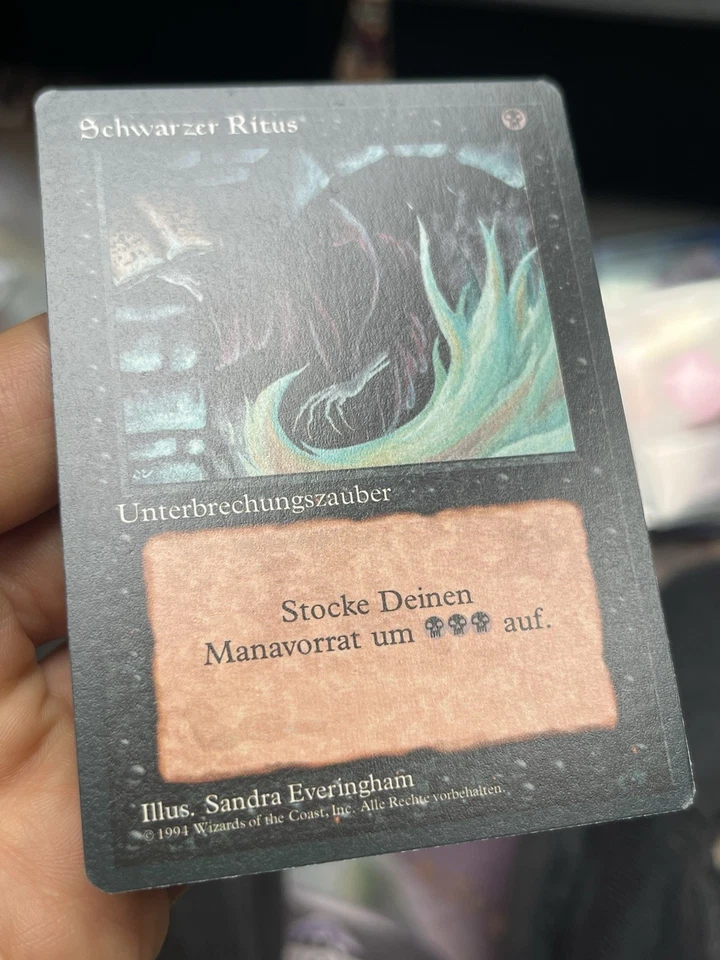 Schwarzer Ritus
Unterbrechungszauber
Stocke Deinen
Manavorrat um auf.
Illus. Sandra Everingham
© 1994 Wizards of the Coast, Inc. Alle Rechte vorbehalten.